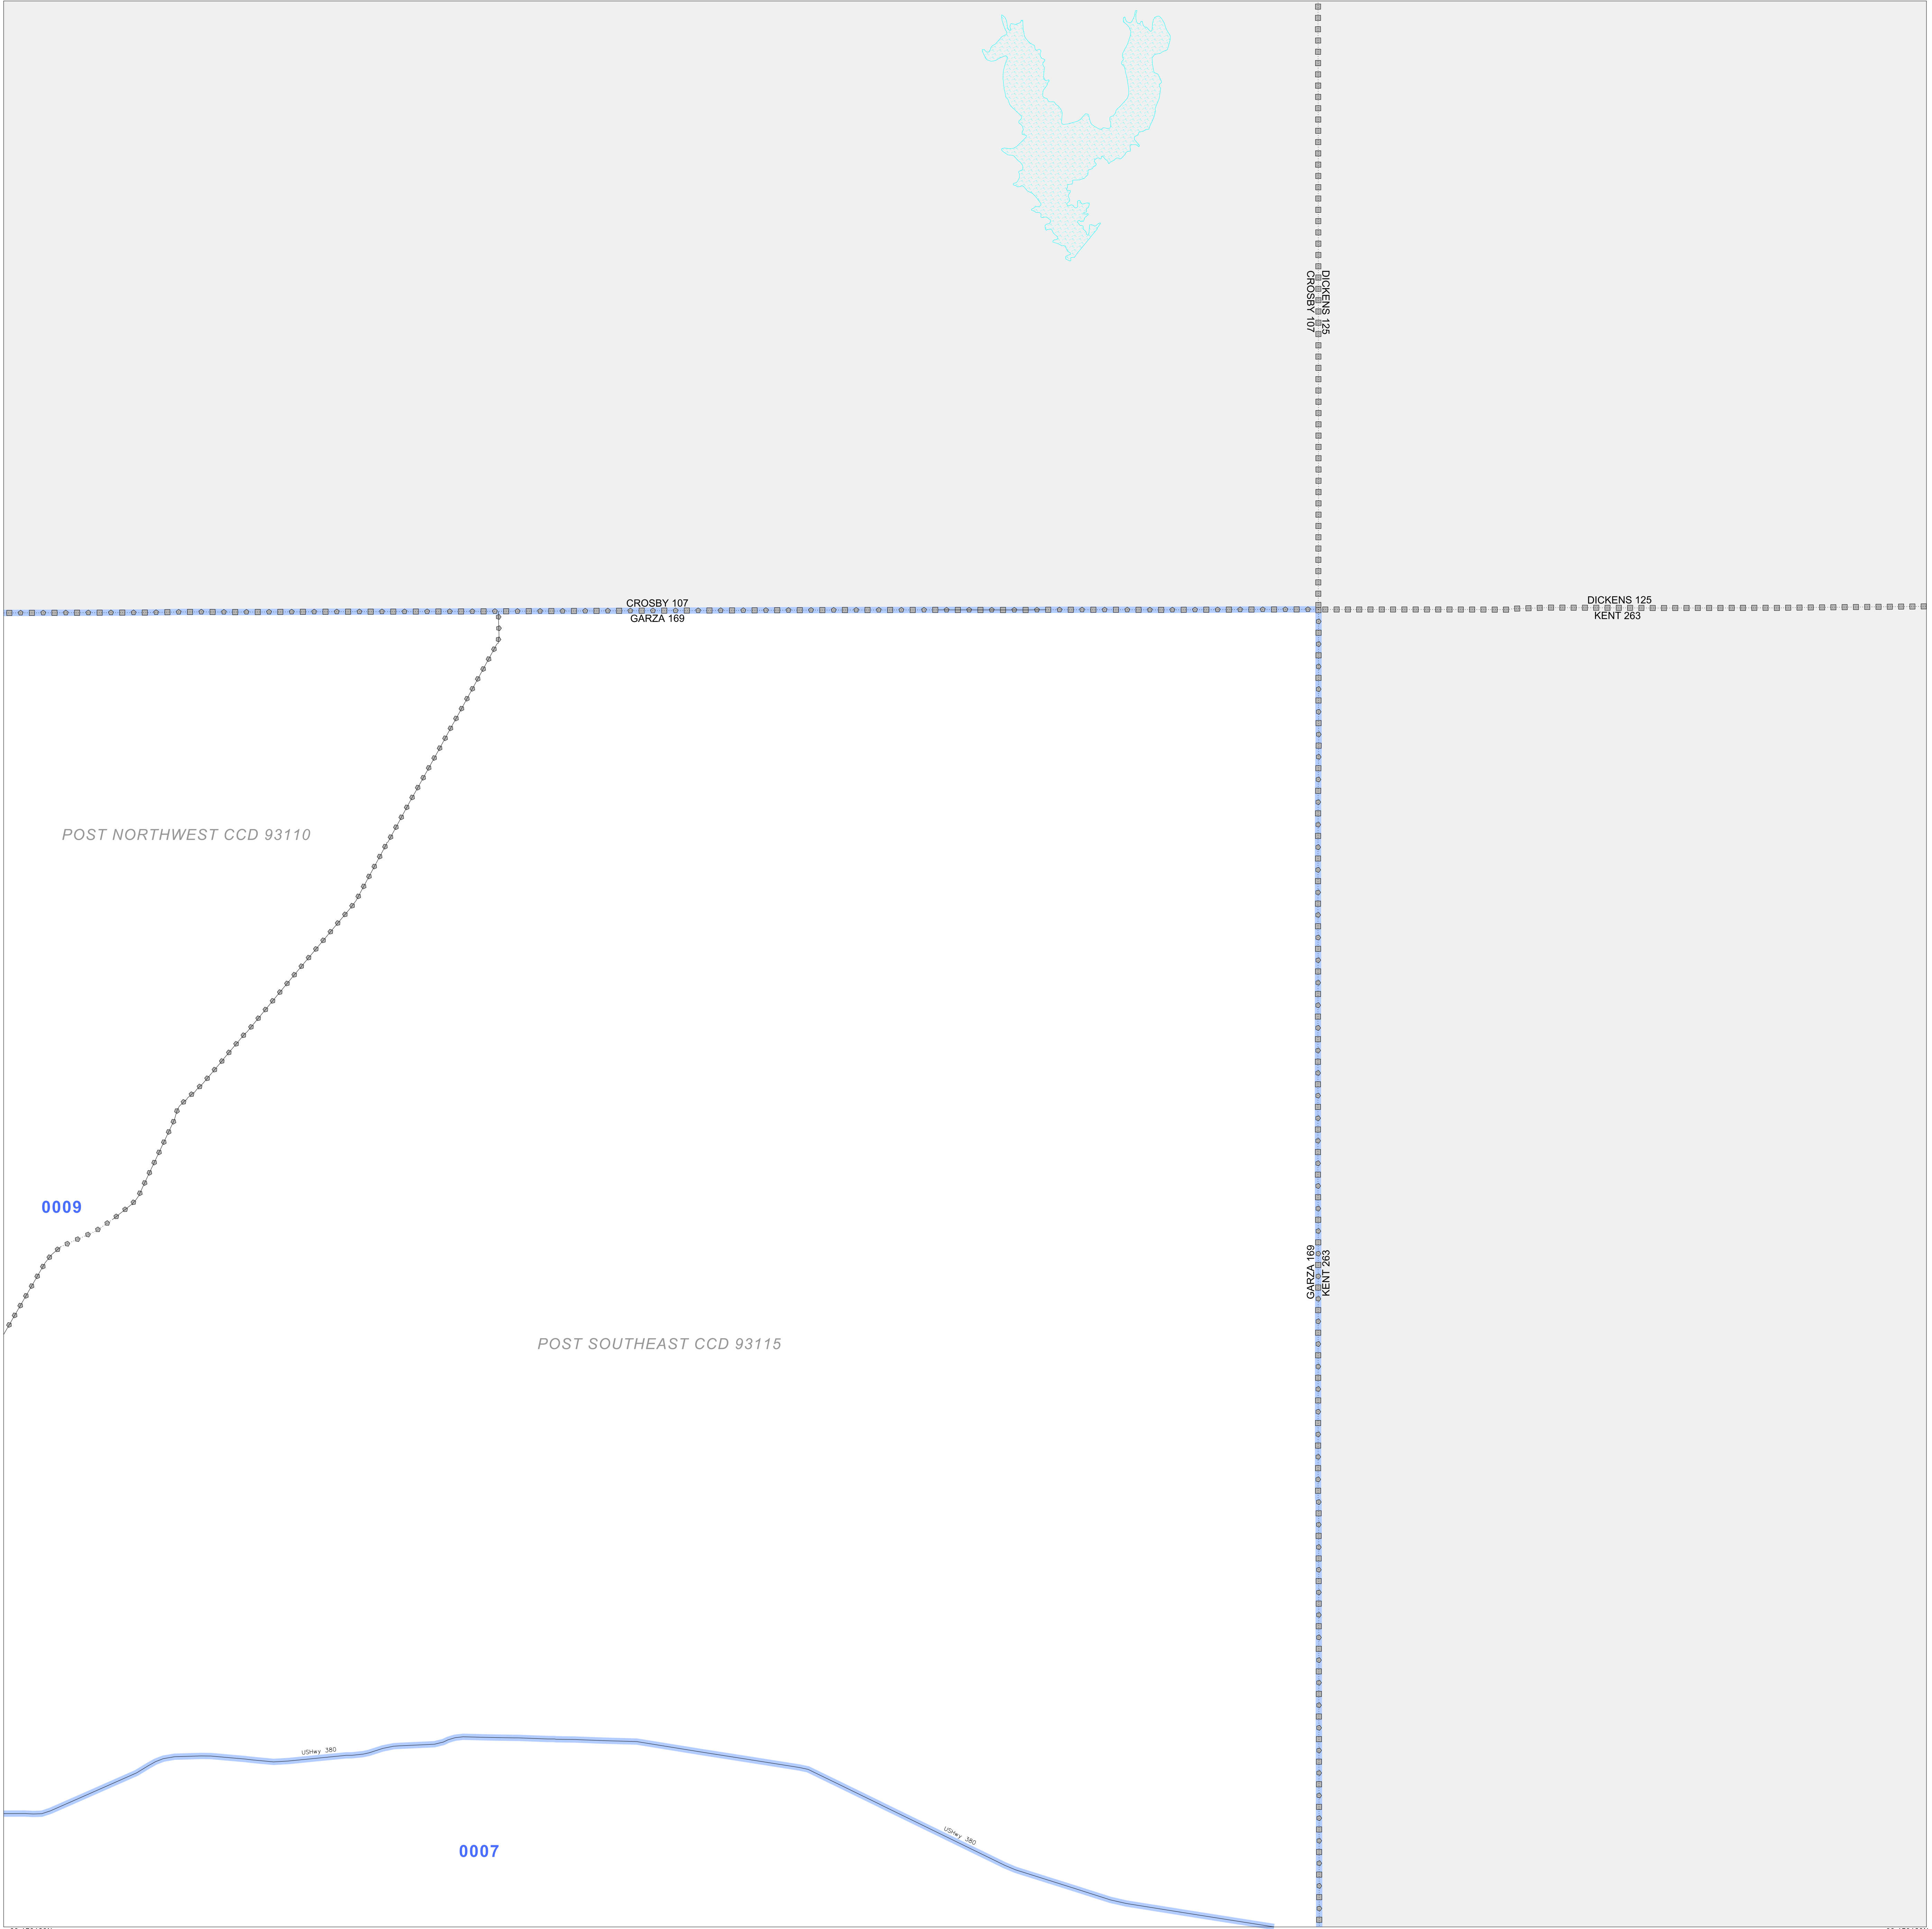 DICKENS 125
CROSBY 107
CROSBY 107
GARZA 169
DICKENS 125
KENT 263
POST NORTHWEST CCD 93110
0009
GARZA 169
KENT 263
POST SOUTHEAST CCD 93115
USHwy 380
USHwy 380
0007